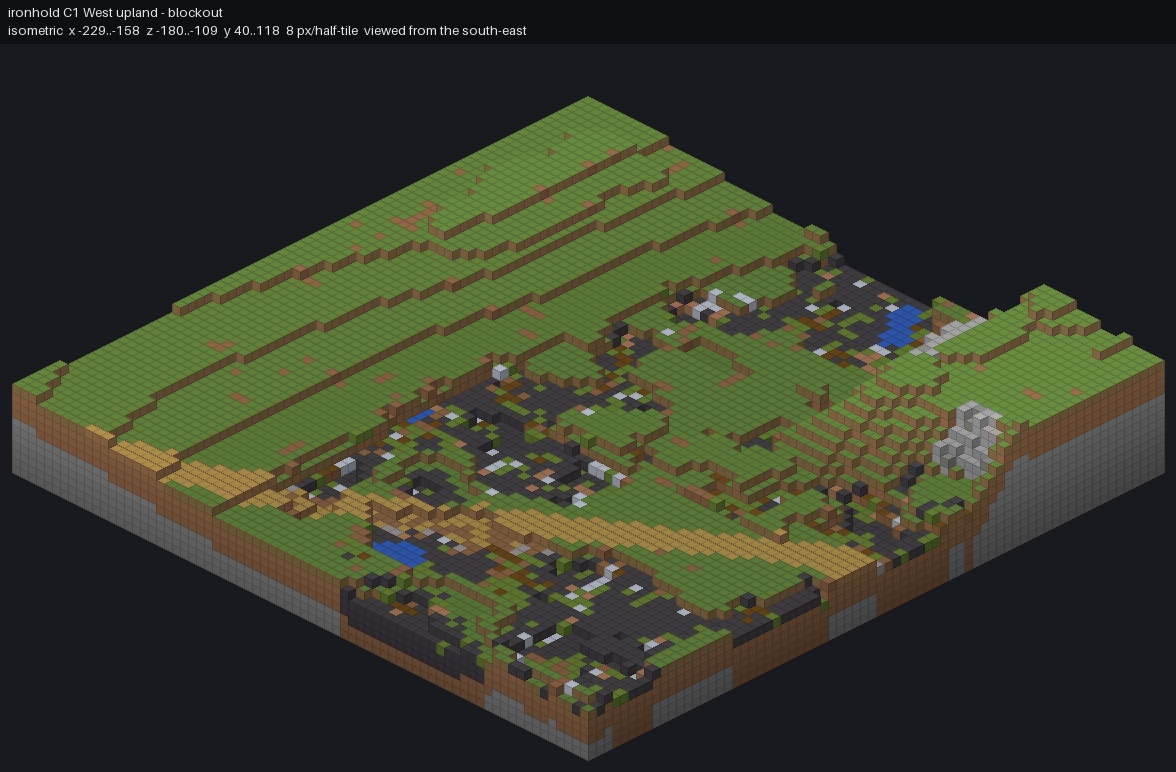 ironhold C1 West upland - blockout
isometric x -229..-158 z -180..-109 y 40..118 8 px/half-tile viewed from the south-east